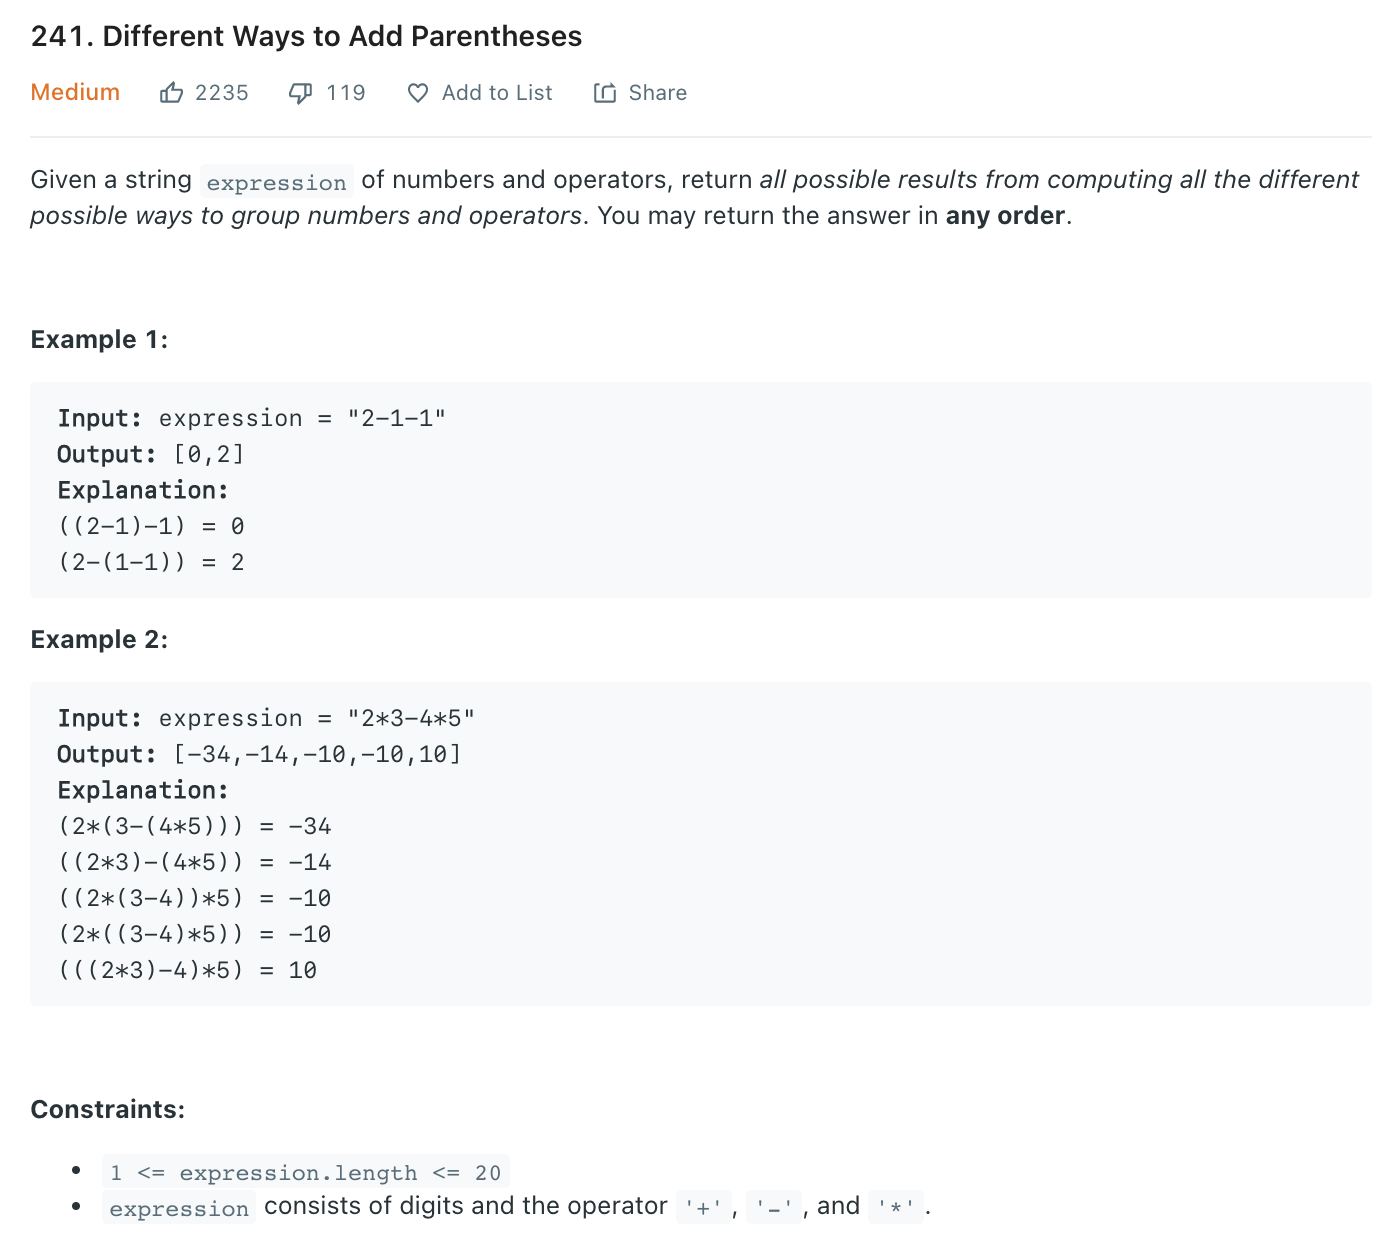 241. Different Ways to Add Parentheses
Medium 2235 119 Add to List Share
Given a string expression of numbers and operators, return all possible results from computing all the different
possible ways to group numbers and operators. You may return the answer in any order.
Example 1:
Input: expression = "2-1-1"
Output: [0,2]
Explanation:
((2-1)-1) = 0
(2-(1-1)) = 2
Example 2:
Input: expression = "2*3-4*5"
Output: [-34,-14,-10,-10,10]
Explanation:
(2*(3-(4*5))) = -34
((2*3)-(4*5)) = -14
((2*(3-4))*5) = -10
(2*((3-4)*5)) = -10
(((2*3)-4)*5) = 10
Constraints:
• 1 <= expression.length <= 20
• expression consists of digits and the operator '+', '-', and '*'.